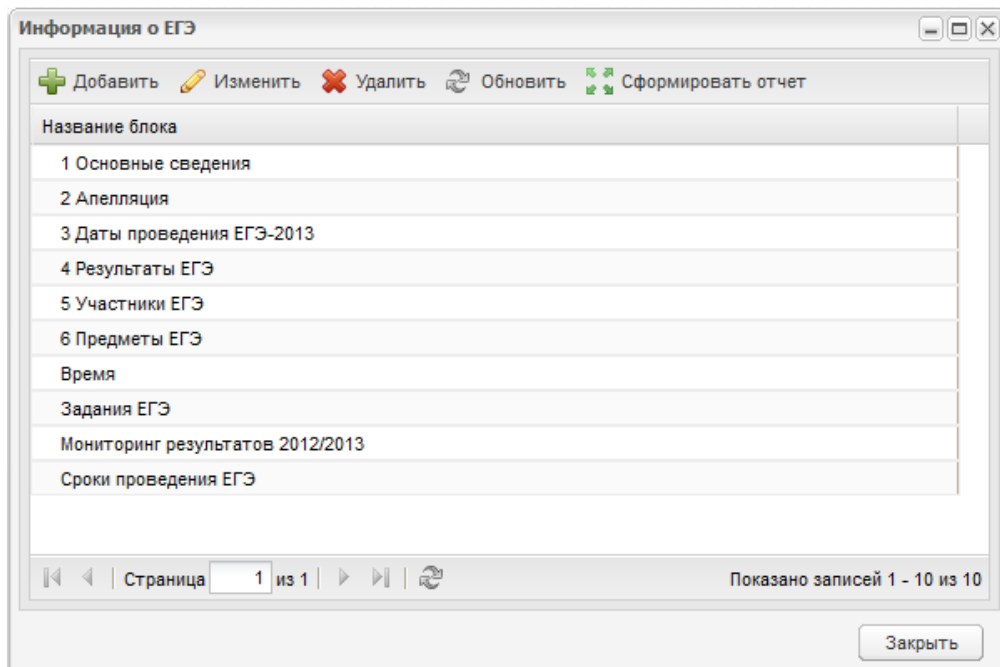 Информация о ЕГЭ
Добавить Изменить Удалить Обновить Сформировать отчет
Название блока
1 Основные сведения
2 Апелляция
3 Даты проведения ЕГЭ-2013
4 Результаты ЕГЭ
5 Участники ЕГЭ
6 Предметы ЕГЭ
Время
Задания ЕГЭ
Мониторинг результатов 2012/2013
Сроки проведения ЕГЭ
Страница 1 из 1 Показано записей 1 - 10 из 10
Закрыть